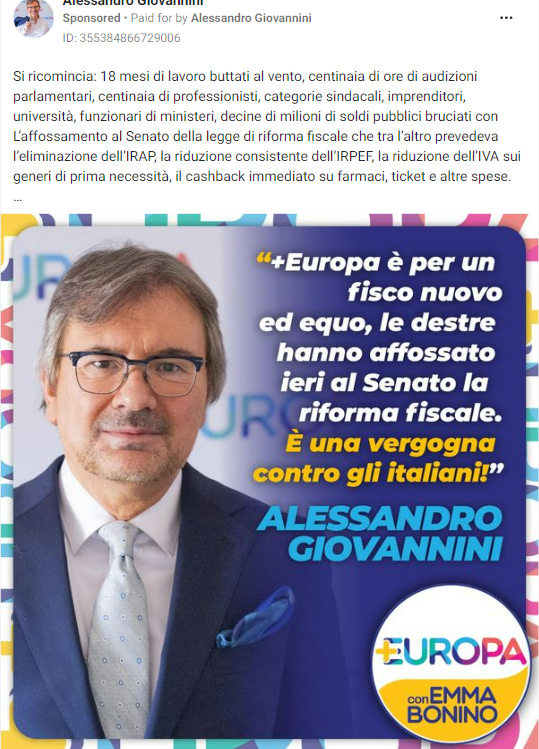 Alessandro Giovannini
Sponsored • Paid for by Alessandro Giovannini
ID: 355384866729006
Si ricomincia: 18 mesi di lavoro buttati al vento, centinaia di ore di audizioni
parlamentari, centinaia di professionisti, categorie sindacali, imprenditori,
università, funzionari di ministeri, decine di milioni di soldi pubblici bruciati con
L'affossamento al Senato della legge di riforma fiscale che tra l'altro prevedeva
l'eliminazione dell'IRAP, la riduzione consistente dell'IRPEF, la riduzione dell'IVA sui
generi di prima necessità, il cashback immediato su farmaci, ticket e altre spese.
...
“+Europa è per un
fisco nuovo
ed equo, le destre
hanno affossato
ieri al Senato la
riforma fiscale.
È una vergogna
contro gli italiani!”
ALESSANDRO
GIOVANNINI
+EUROPA
con EMMA
BONINO